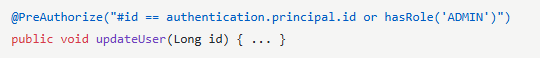 @PreAuthorize("#id == authentication.principal.id or hasRole('ADMIN')")
public void updateUser(Long id) { ... }